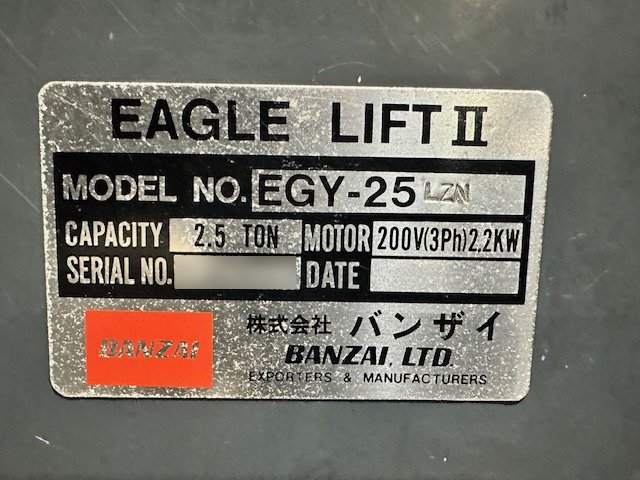 EAGLE LIFT II
MODEL NO. EGY-25 LZN
CAPACITY 2.5 TON MOTOR 200V(3Ph)2.2KW
SERIAL NO. DATE
BANZAI 株式会社 バンザイ
BANZAI, LTD.
EXPORTERS & MANUFACTURERS